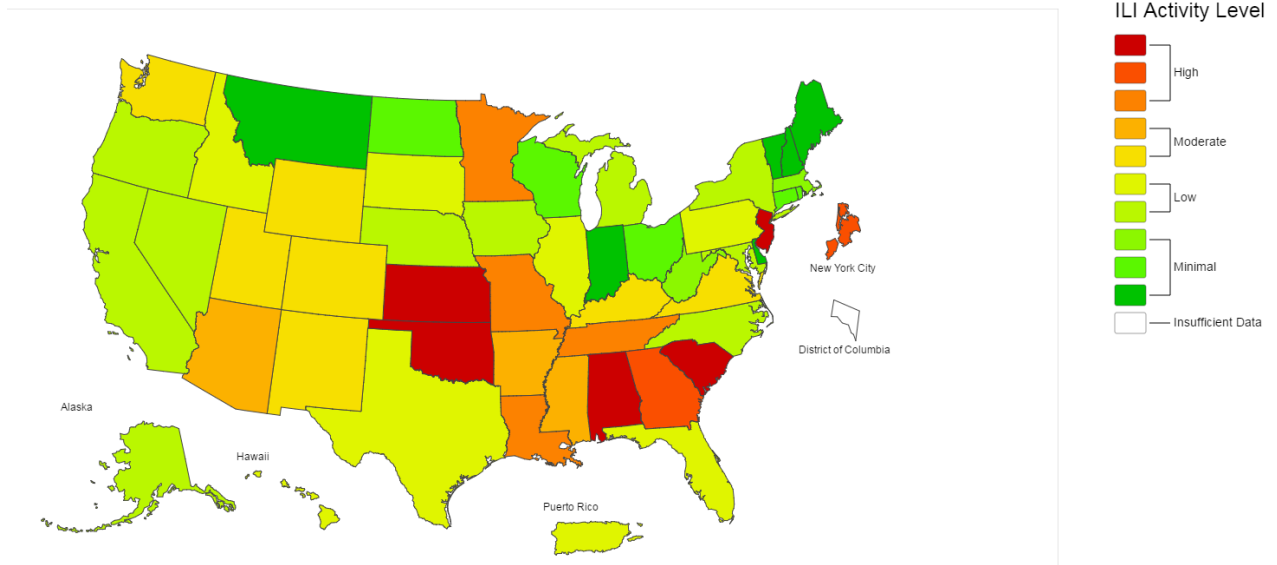 ILI Activity Level
High
Moderate
Low
Minimal
Insufficient Data
New York City
District of Columbia
Alaska
Hawaii
Puerto Rico